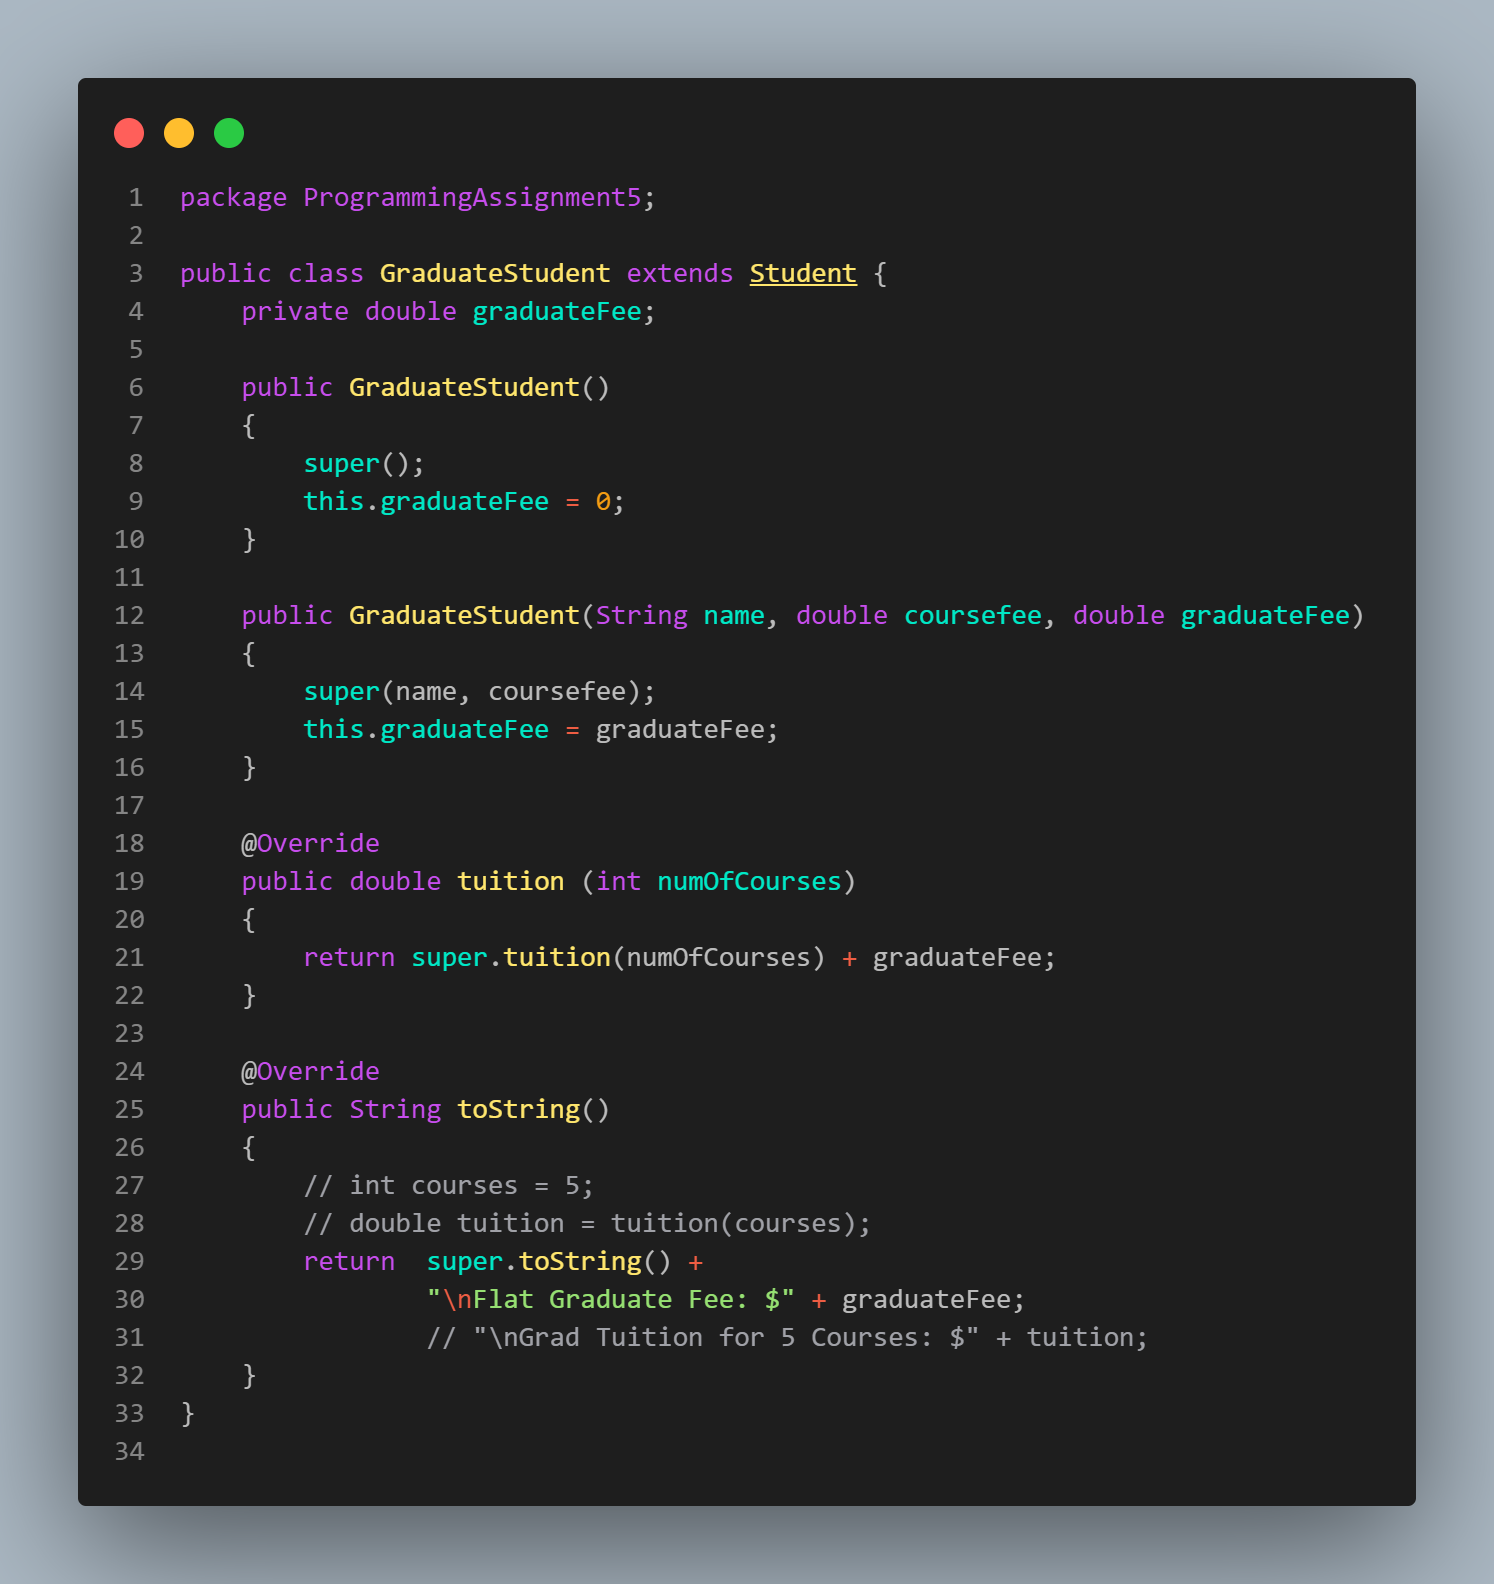 1 package ProgrammingAssignment5;
2
3 public class GraduateStudent extends Student {
4     private double graduateFee;
5
6     public GraduateStudent()
7     {
8         super();
9         this.graduateFee = 0;
10     }
11
12     public GraduateStudent(String name, double coursefee, double graduateFee)
13     {
14         super(name, coursefee);
15         this.graduateFee = graduateFee;
16     }
17
18     @Override
19     public double tuition (int numOfCourses)
20     {
21         return super.tuition(numOfCourses) + graduateFee;
22     }
23
24     @Override
25     public String toString()
26     {
27         // int courses = 5;
28         // double tuition = tuition(courses);
29         return  super.toString() +
30                 "\nFlat Graduate Fee: $" + graduateFee;
31                 // "\nGrad Tuition for 5 Courses: $" + tuition;
32     }
33 }
34